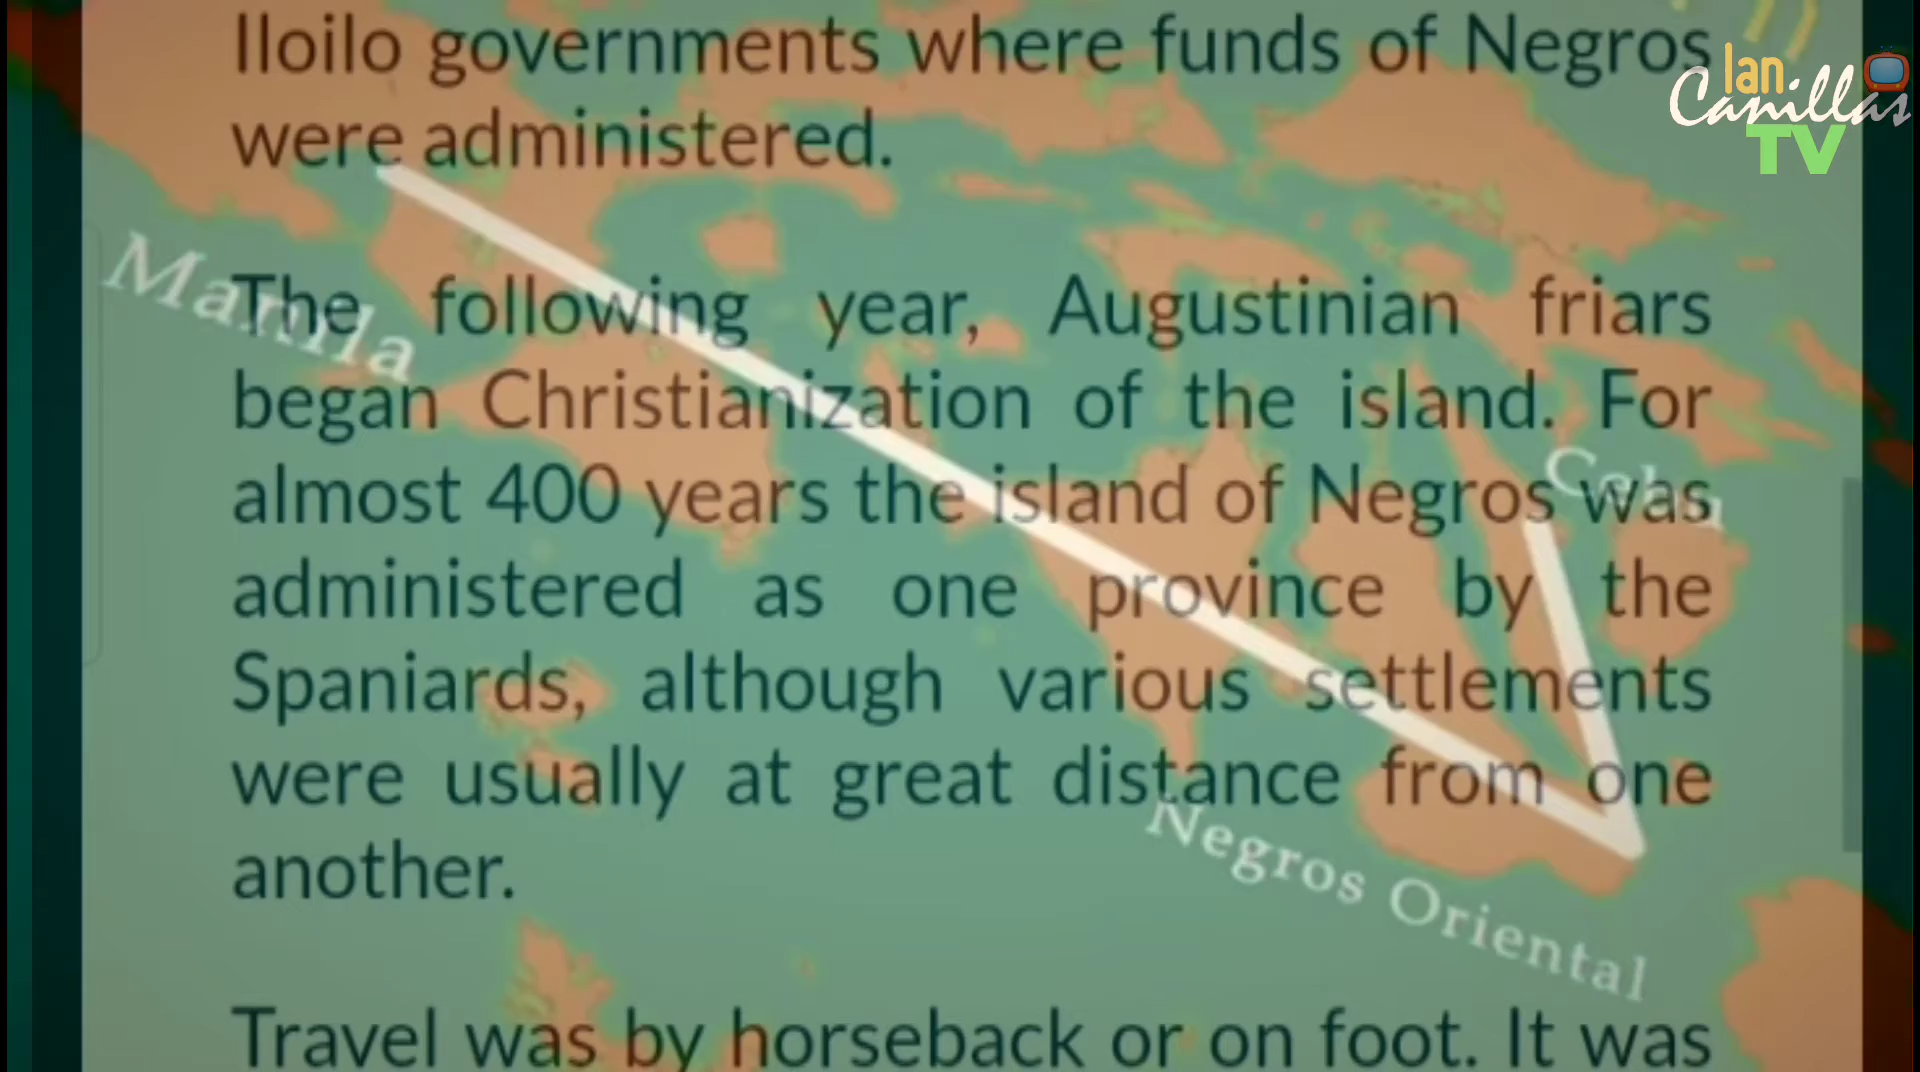 Iloilo governments where funds of Negros
were administered.
Ian
Canillas
TV
Manila
The following year, Augustinian friars
began Christianization of the island. For
almost 400 years the island of Negros was
Cebu
administered as one province by the
Spaniards, although various settlements
were usually at great distance from one
another.
Negros Oriental
Travel was by horseback or on foot. It was